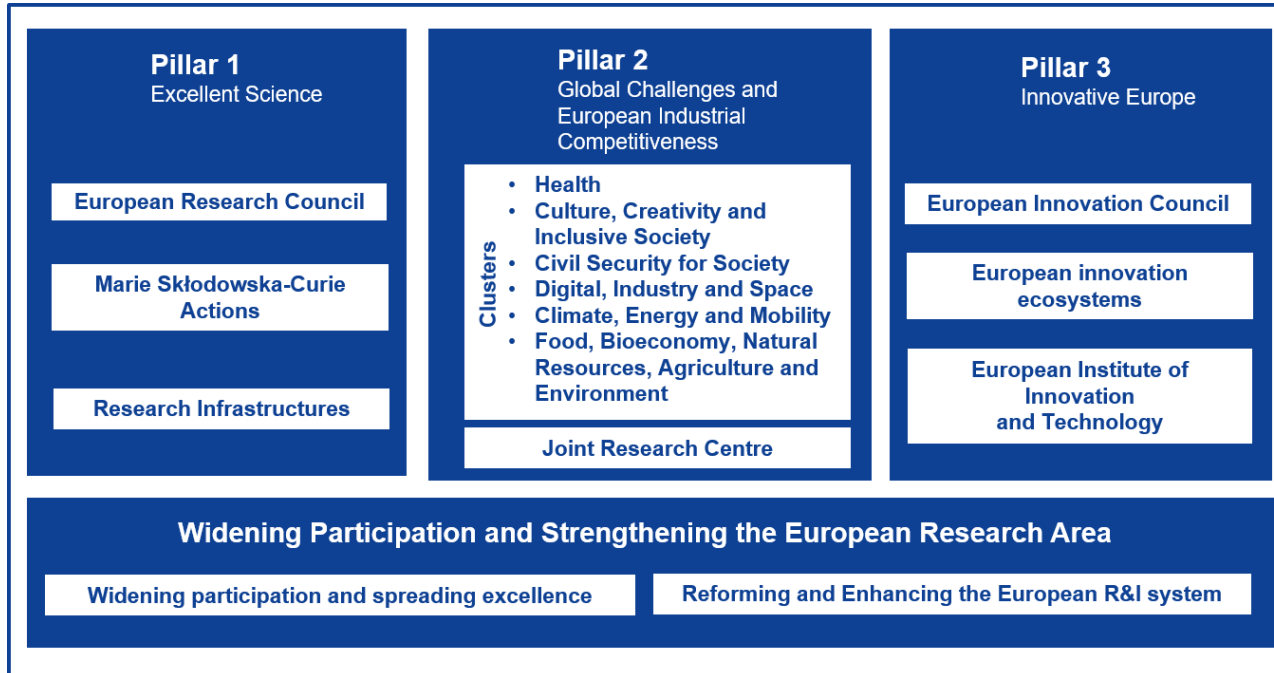 Pillar 1
Excellent Science
European Research Council
Marie Skłodowska-Curie
Actions
Research Infrastructures
Pillar 2
Global Challenges and
European Industrial
Competitiveness
Clusters
• Health
• Culture, Creativity and
Inclusive Society
• Civil Security for Society
• Digital, Industry and Space
• Climate, Energy and Mobility
• Food, Bioeconomy, Natural
Resources, Agriculture and
Environment
Joint Research Centre
Pillar 3
Innovative Europe
European Innovation Council
European innovation
ecosystems
European Institute of
Innovation
and Technology
Widening Participation and Strengthening the European Research Area
Widening participation and spreading excellence
Reforming and Enhancing the European R&I system